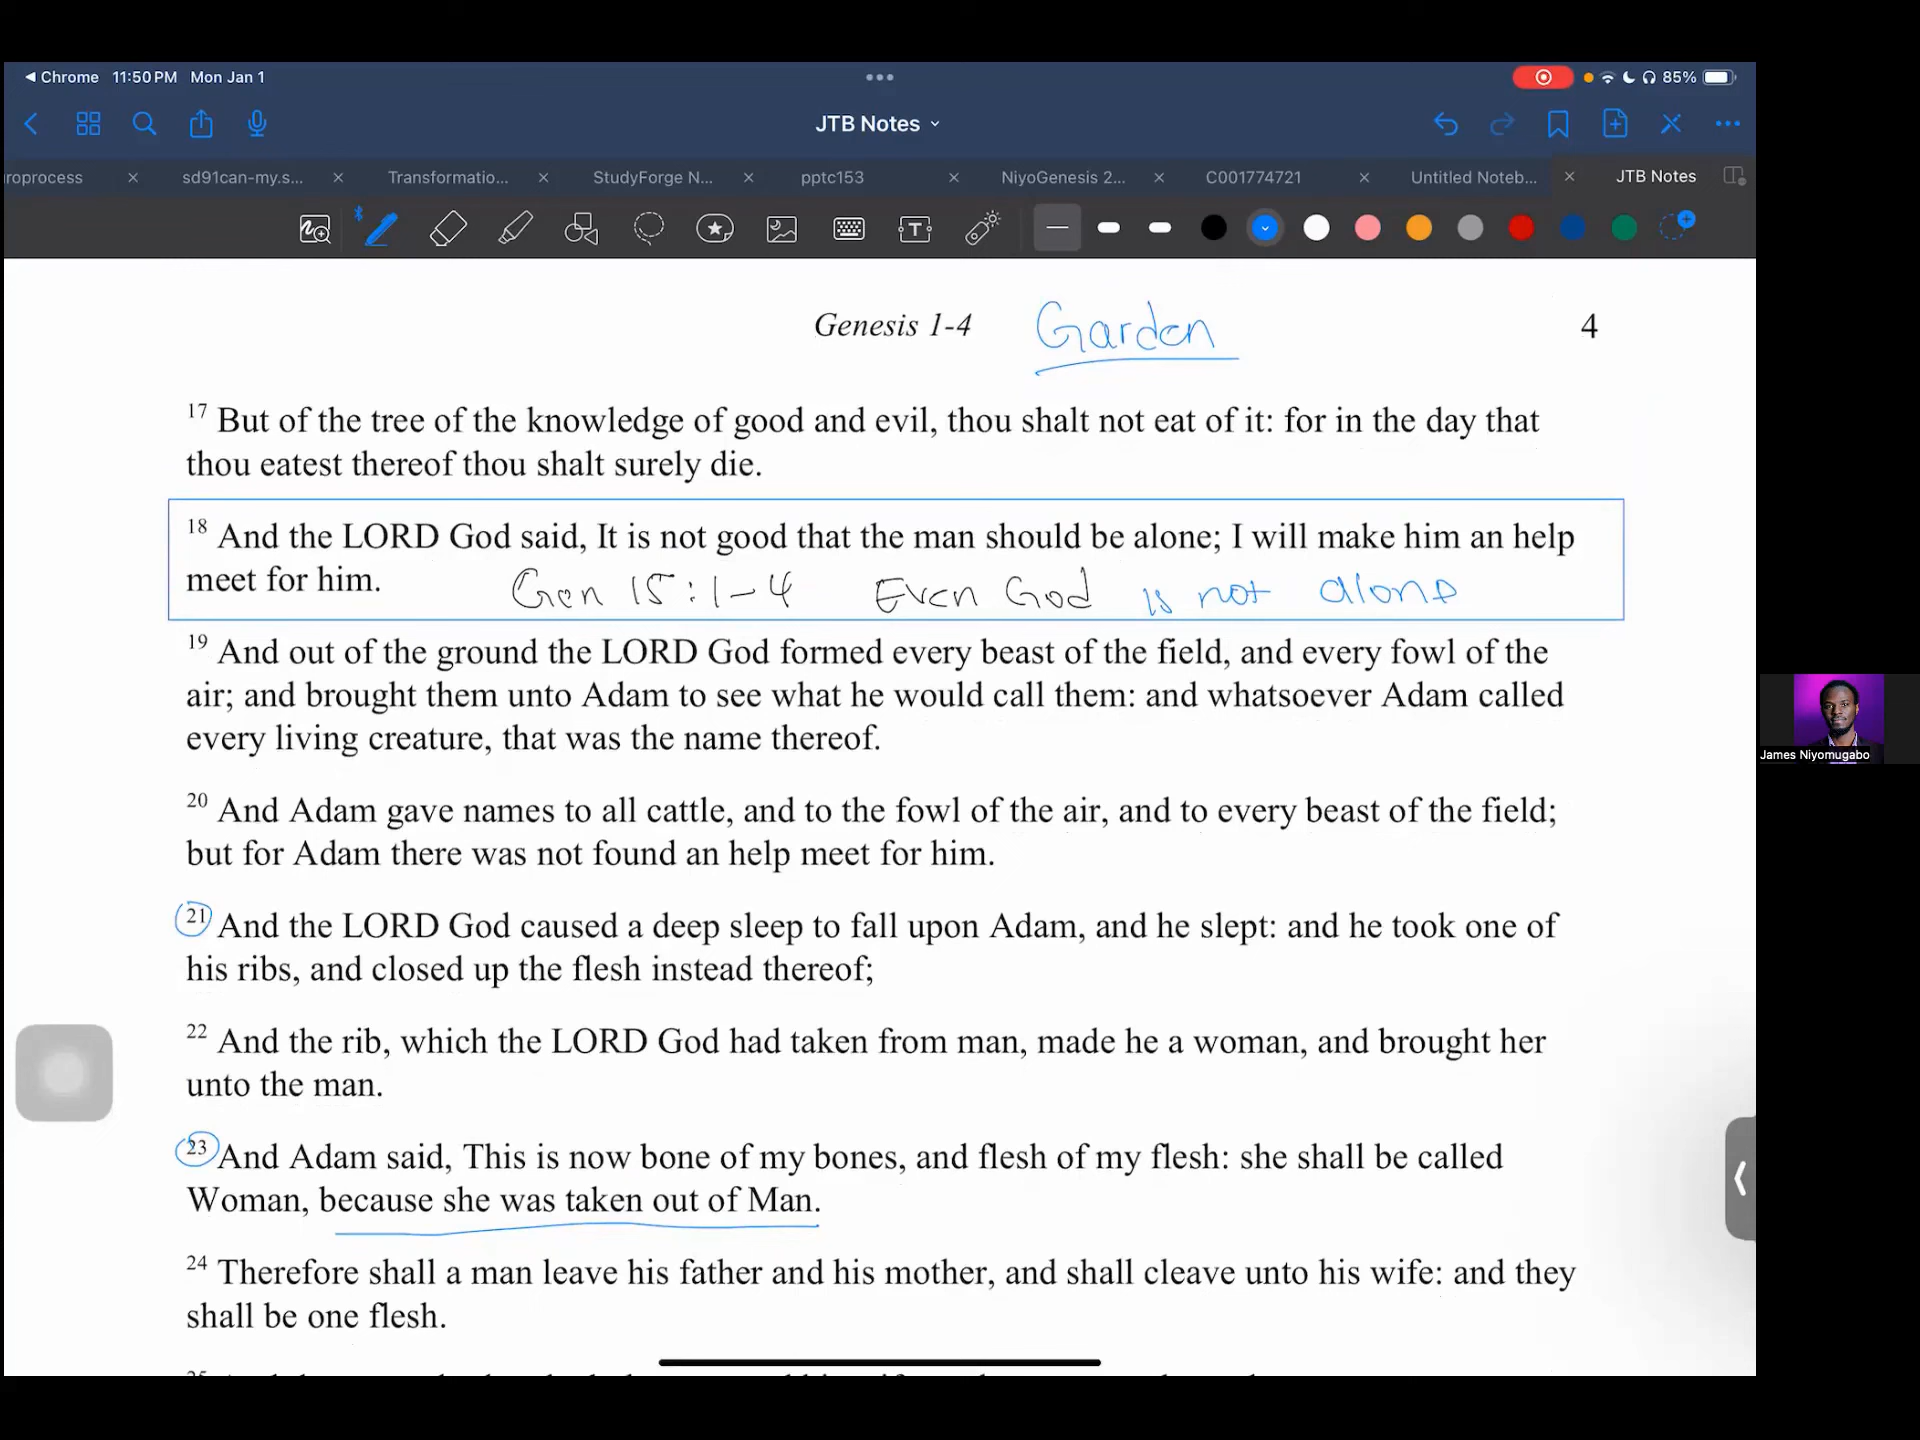 Chrome 11:50 PM Mon Jan 1 85%
JTB Notes
roprocess sd91can-my.s... Transformatio... StudyForge N... pptc153 NiyoGenesis 2... C001774721 Untitled Noteb... JTB Notes
Genesis 1-4 Garden 4
17 But of the tree of the knowledge of good and evil, thou shalt not eat of it: for in the day that
thou eatest thereof thou shalt surely die.
18 And the LORD God said, It is not good that the man should be alone; I will make him an help
meet for him. Gen 15:1-4 Even God is not alone
19 And out of the ground the LORD God formed every beast of the field, and every fowl of the
air; and brought them unto Adam to see what he would call them: and whatsoever Adam called
every living creature, that was the name thereof.
20 And Adam gave names to all cattle, and to the fowl of the air, and to every beast of the field;
but for Adam there was not found an help meet for him.
21 And the LORD God caused a deep sleep to fall upon Adam, and he slept: and he took one of
his ribs, and closed up the flesh instead thereof;
22 And the rib, which the LORD God had taken from man, made he a woman, and brought her
unto the man.
23 And Adam said, This is now bone of my bones, and flesh of my flesh: she shall be called
Woman, because she was taken out of Man.
24 Therefore shall a man leave his father and his mother, and shall cleave unto his wife: and they
shall be one flesh.
James Niyomugabo